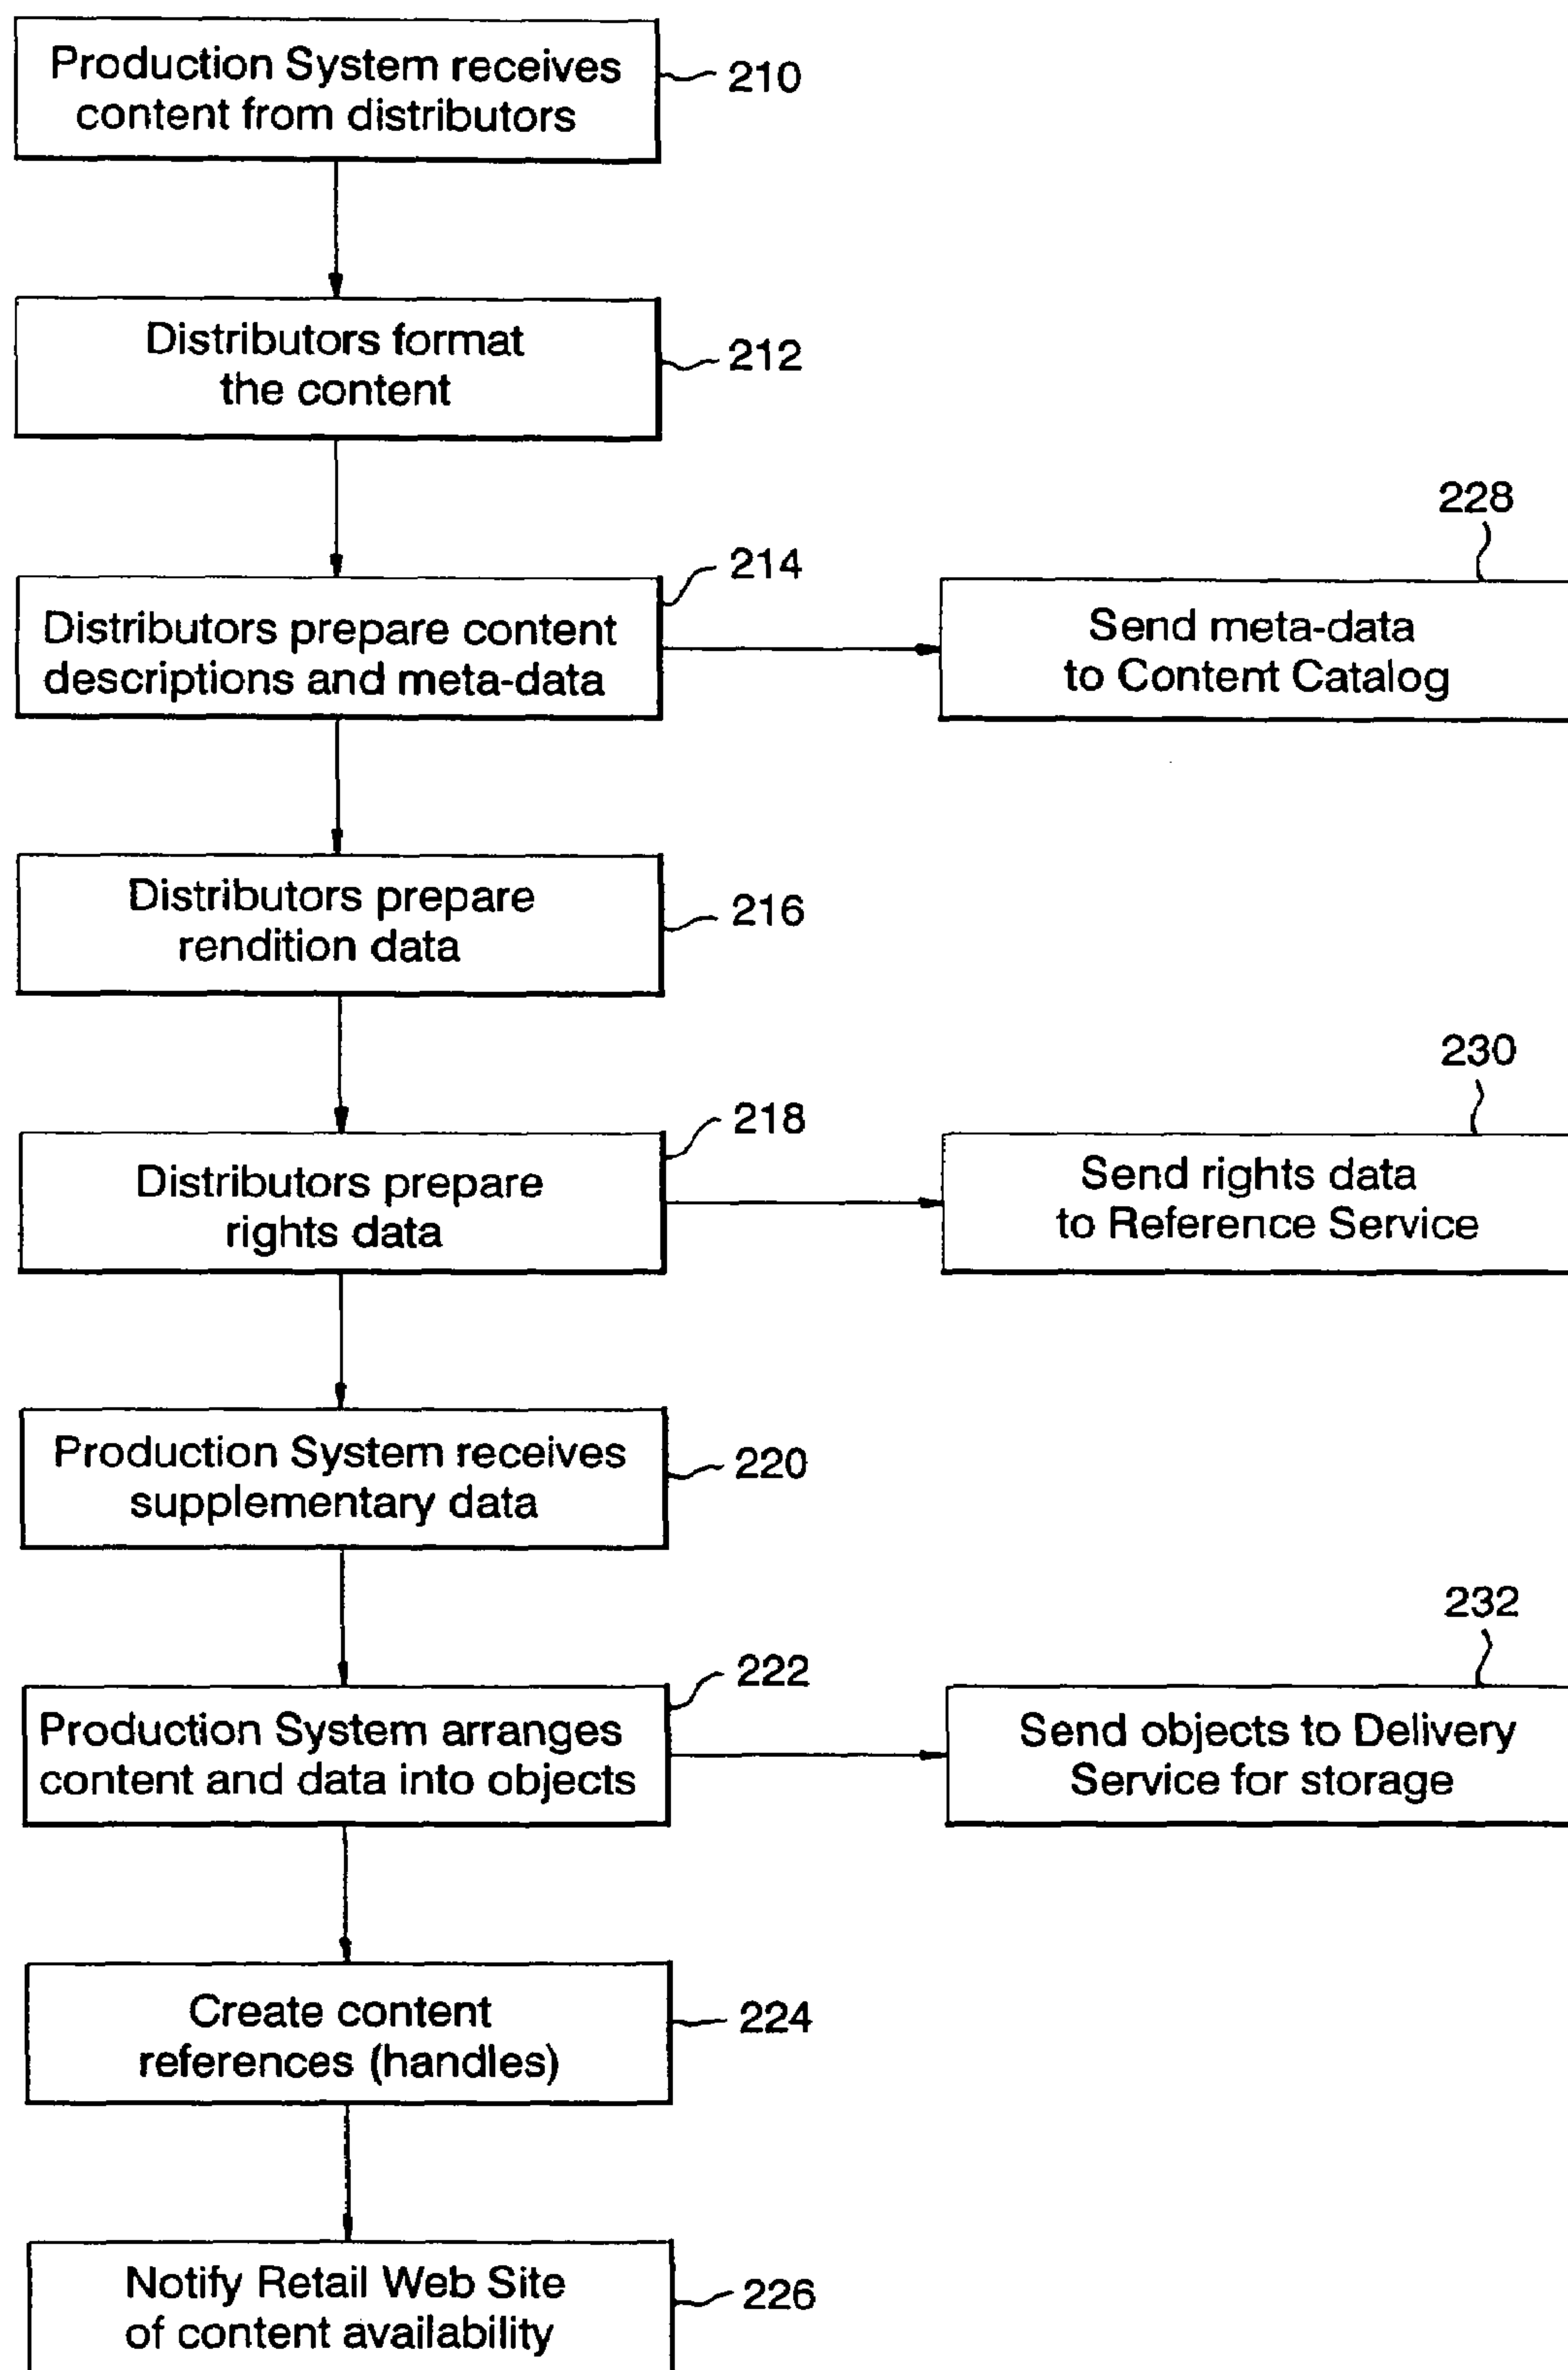 Production System receives
content from distributors
210
Distributors format
the content
212
214
228
Distributors prepare content
descriptions and meta-data
Send meta-data
to Content Catalog
Distributors prepare
rendition data
216
218
230
Distributors prepare
rights data
Send rights data
to Reference Service
Production System receives
supplementary data
220
222
232
Production System arranges
content and data into objects
Send objects to Delivery
Service for storage
Create content
references (handles)
224
Notify Retail Web Site
of content availability
226